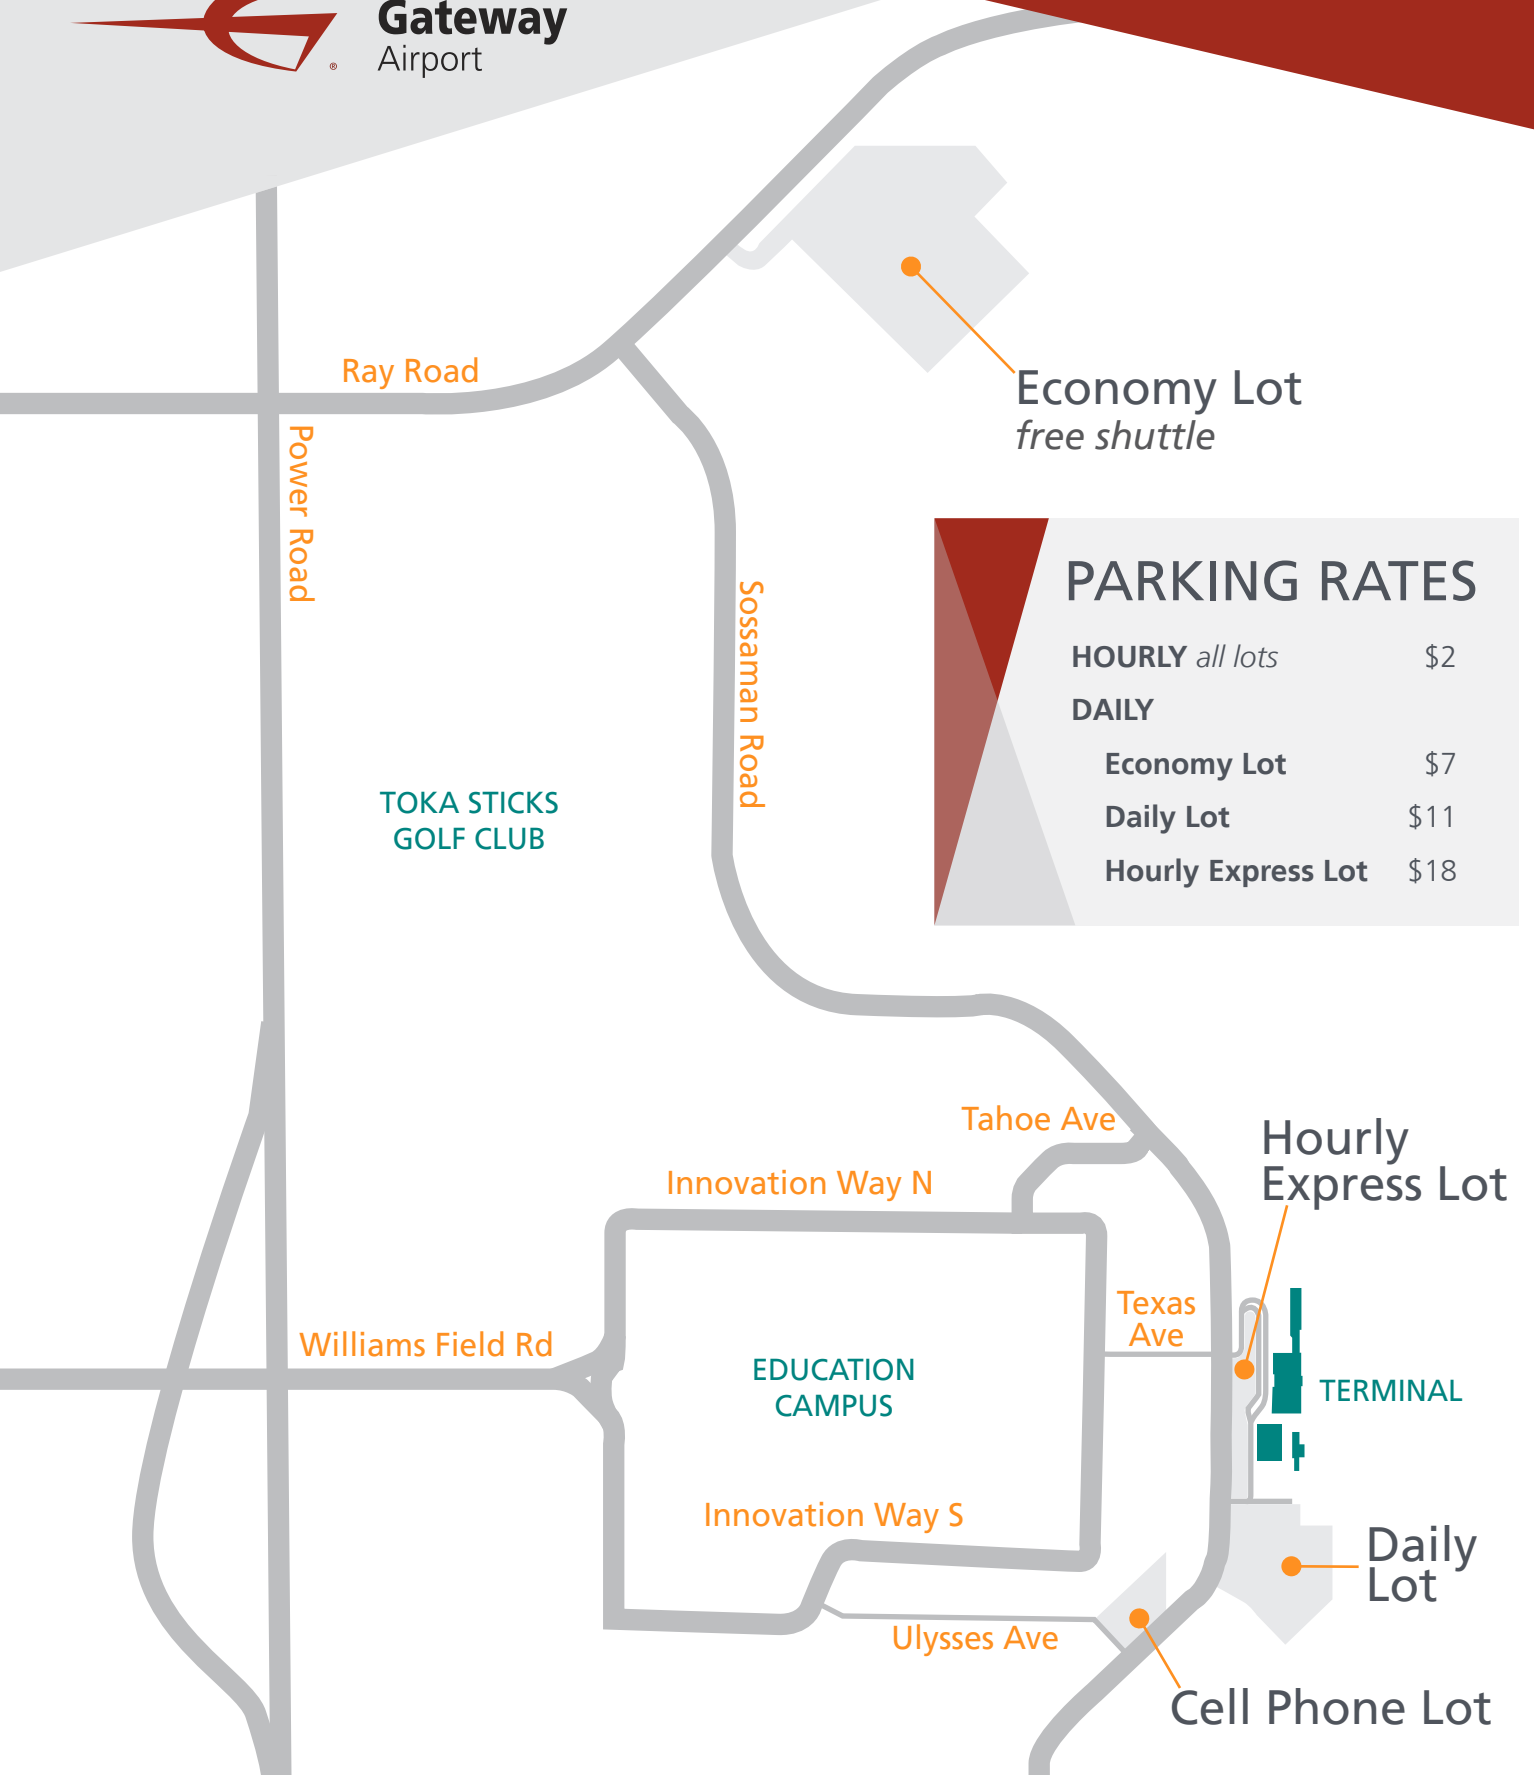 Gateway
Airport
®
Ray Road
Economy Lot
free shuttle
Power Road
Sossaman Road
PARKING RATES
HOURLY all lots $2
DAILY
Economy Lot $7
Daily Lot $11
Hourly Express Lot $18
TOKA STICKS
GOLF CLUB
Tahoe Ave
Hourly
Express Lot
Innovation Way N
Texas
Ave
Williams Field Rd
EDUCATION
CAMPUS
TERMINAL
Innovation Way S
Daily
Lot
Ulysses Ave
Cell Phone Lot